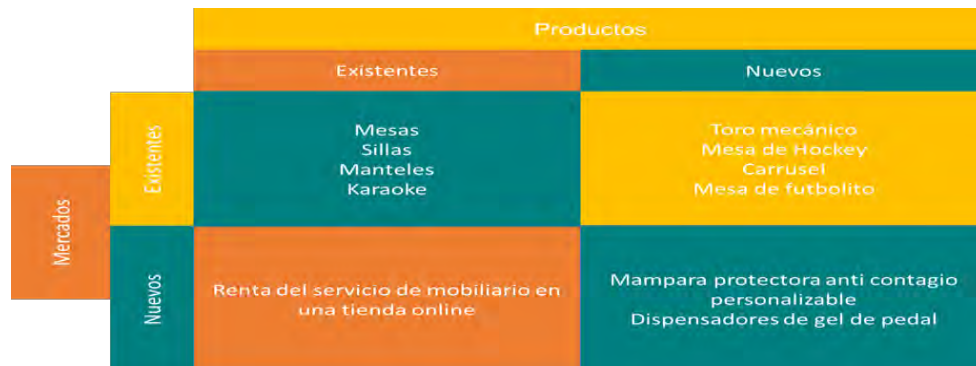 Productos
Existentes
Nuevos
Mercados
Existentes
Mesas
Sillas
Manteles
Karaoke
Toro mecánico
Mesa de Hockey
Carrusel
Mesa de futbolito
Nuevos
Renta del servicio de mobiliario en
una tienda online
Mampara protectora anti contagio
personalizable
Dispensadores de gel de pedal